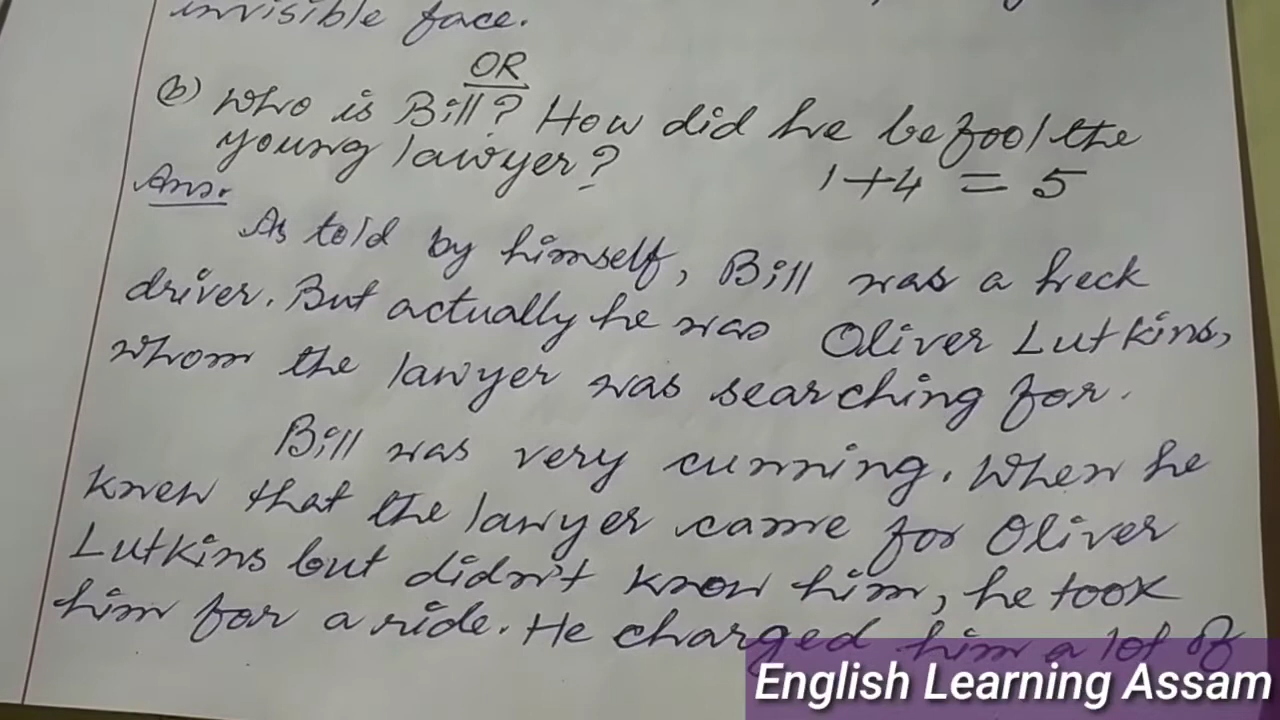 invisible face.
OR
(b) Who is Bill? How did he befool the
young lawyer? 1+4 = 5
Ans.
As told by himself, Bill was a heck
driver. But actually he was Oliver Lutkins,
whom the lawyer was searching for.
Bill was very cunning. When he
knew that the lawyer came for Oliver
Lutkins but didn't know him, he took
him for a ride. He charged him a lot of
English Learning Assam